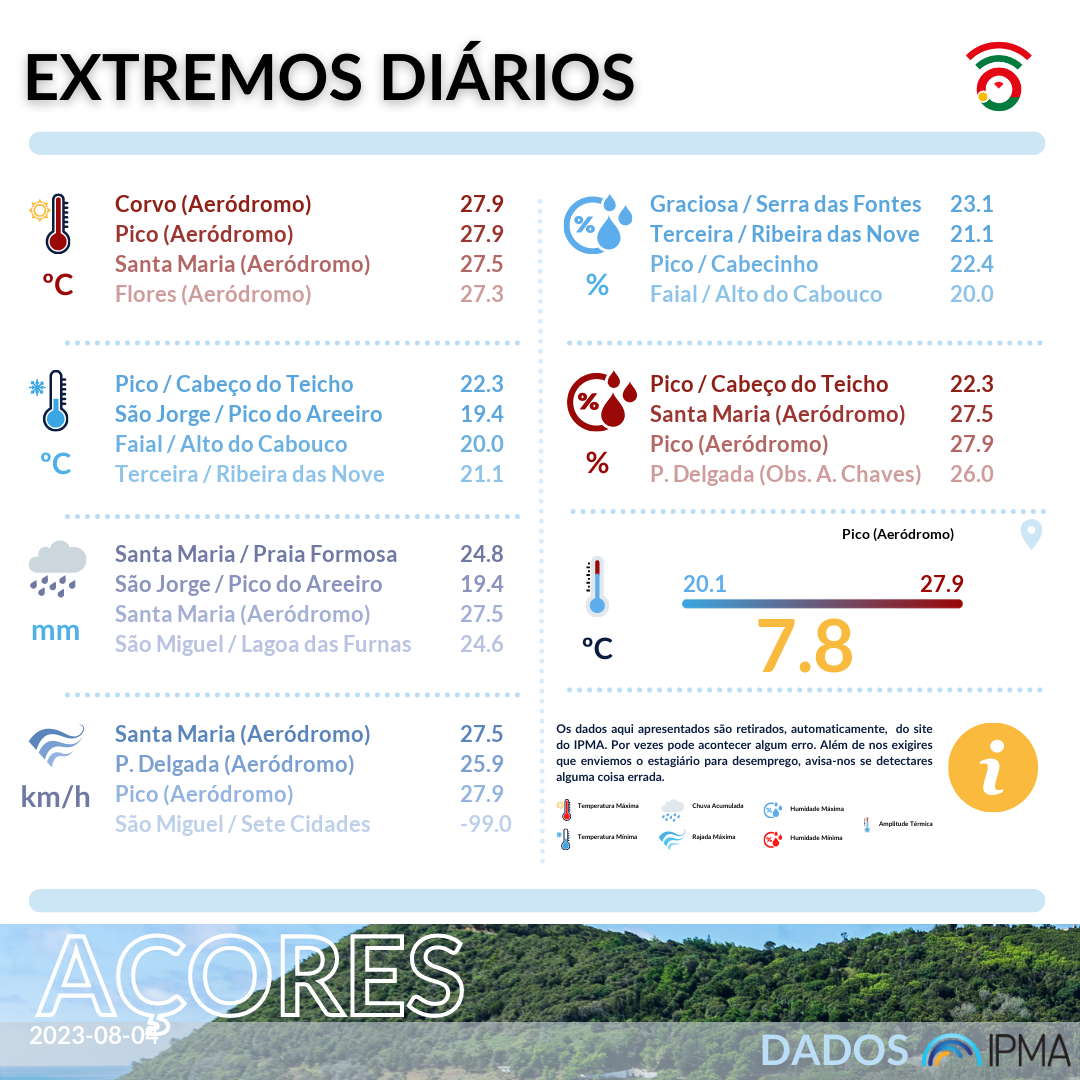 EXTREMOS DIÁRIOS
Corvo (Aeródromo) 27.9
Pico (Aeródromo) 27.9
Santa Maria (Aeródromo) 27.5
Flores (Aeródromo) 27.3
ºC
Pico / Cabeço do Teicho 22.3
São Jorge / Pico do Areeiro 19.4
Faial / Alto do Cabouco 20.0
Terceira / Ribeira das Nove 21.1
ºC
Santa Maria / Praia Formosa 24.8
São Jorge / Pico do Areeiro 19.4
Santa Maria (Aeródromo) 27.5
São Miguel / Lagoa das Furnas 24.6
mm
Santa Maria (Aeródromo) 27.5
P. Delgada (Aeródromo) 25.9
Pico (Aeródromo) 27.9
São Miguel / Sete Cidades -99.0
km/h
%
Graciosa / Serra das Fontes 23.1
Terceira / Ribeira das Nove 21.1
Pico / Cabecinho 22.4
Faial / Alto do Cabouco 20.0
%
%
Pico / Cabeço do Teicho 22.3
Santa Maria (Aeródromo) 27.5
Pico (Aeródromo) 27.9
P. Delgada (Obs. A. Chaves) 26.0
%
Pico (Aeródromo)
20.1 27.9
7.8
ºC
Os dados aqui apresentados são retirados, automaticamente, do site
do IPMA. Por vezes pode acontecer algum erro. Além de nos exigires
que enviemos o estagiário para desemprego, avisa-nos se detectares
alguma coisa errada.
i
Temperatura Máxima Chuva Acumulada Humidade Máxima
Amplitude Térmica
Temperatura Mínima Rajada Máxima Humidade Mínima
AÇORES
2023-08-04
DADOS IPMA